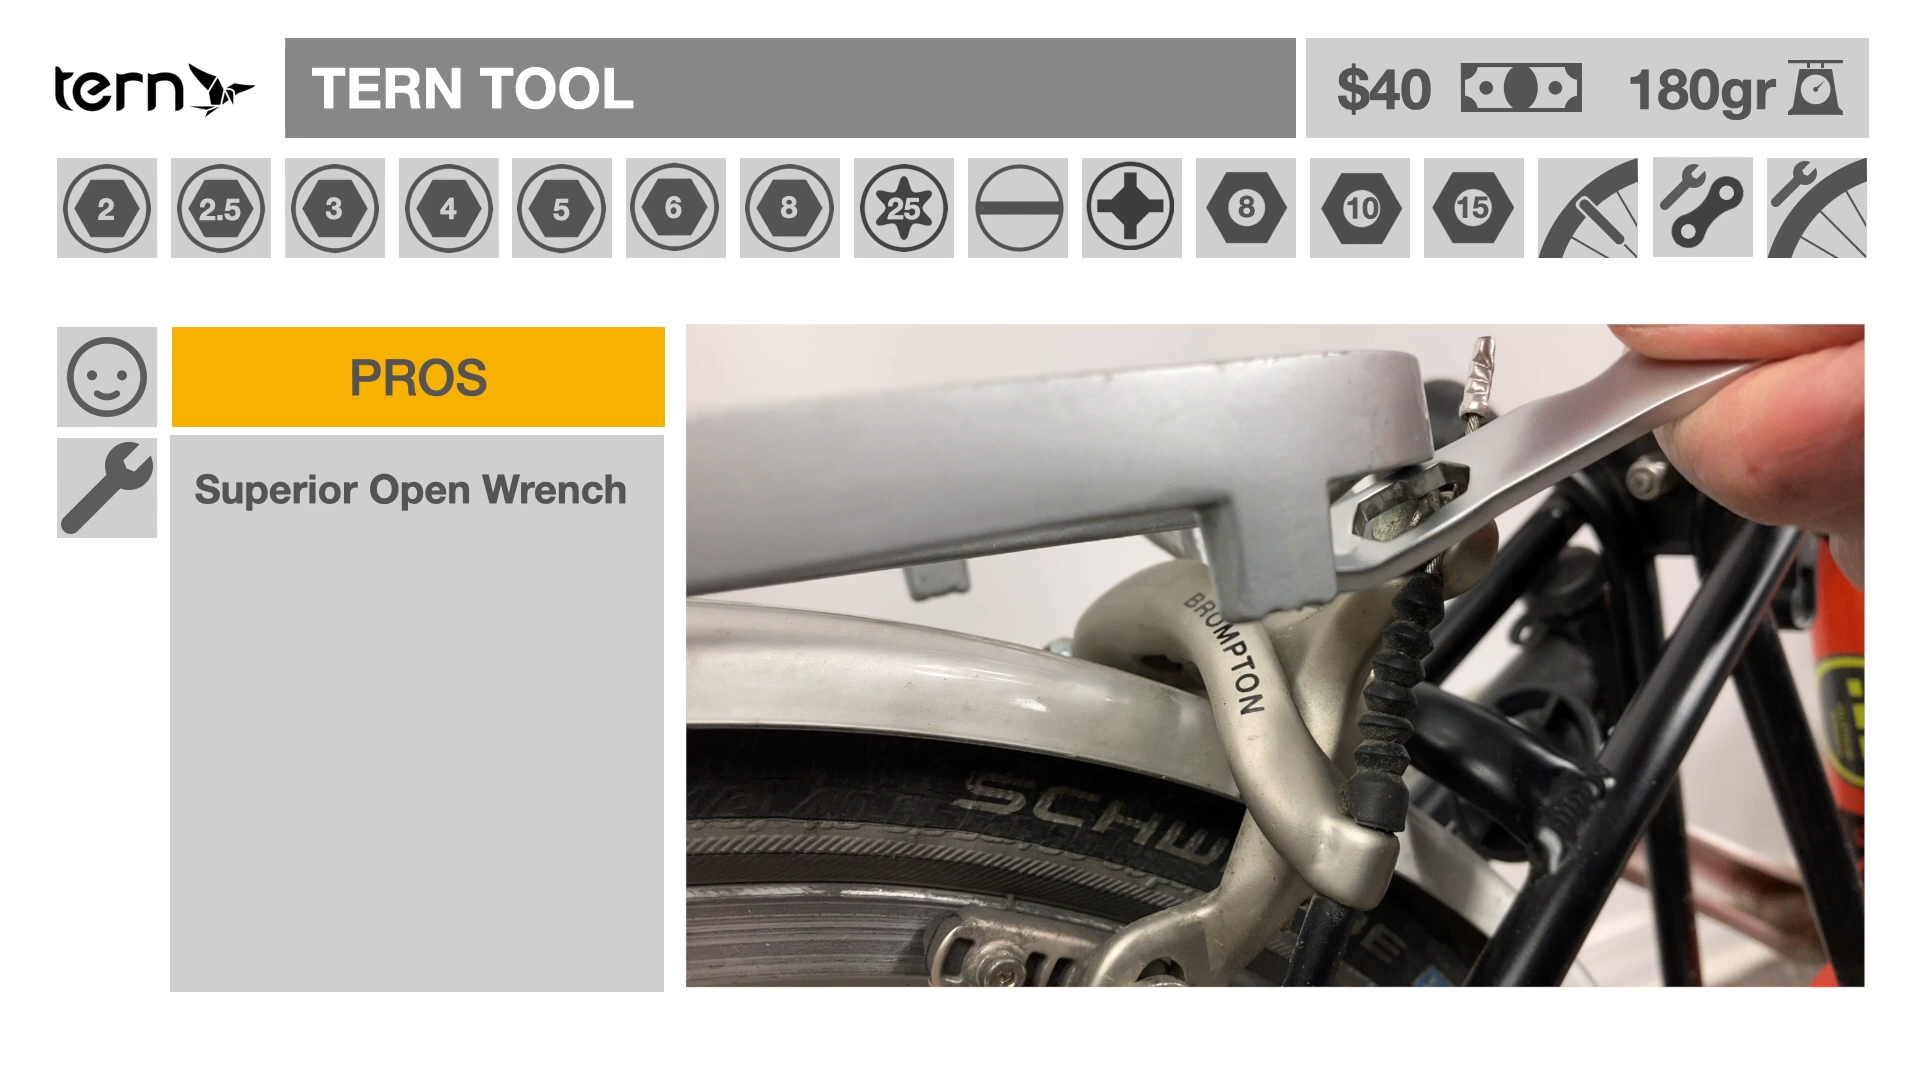 tern
TERN TOOL
$40
180gr
2
2.5
3
4
5
6
8
25
8
10
15
PROS
Superior Open Wrench
BROMPTON
SCHW